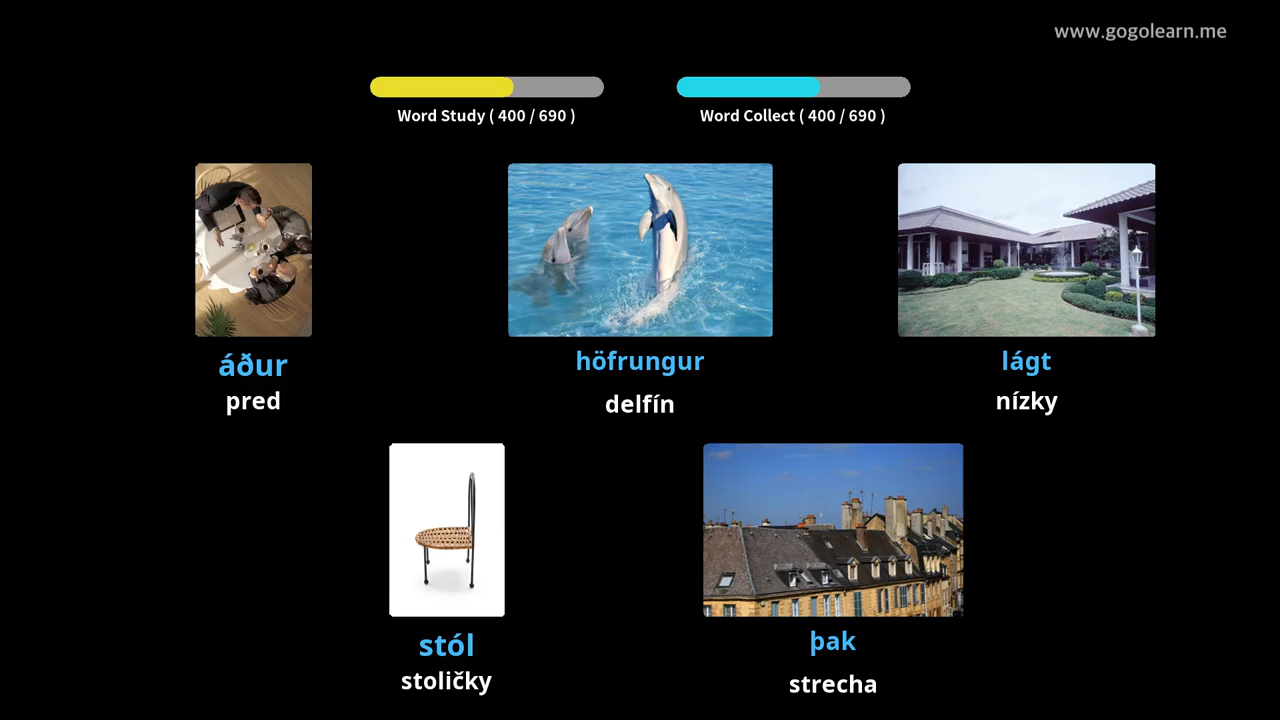 www.gogolearn.me
Word Study ( 400 / 690 )
Word Collect ( 400 / 690 )
áður
pred
höfrungur
delfín
lágt
nízky
stól
stoličky
þak
strecha